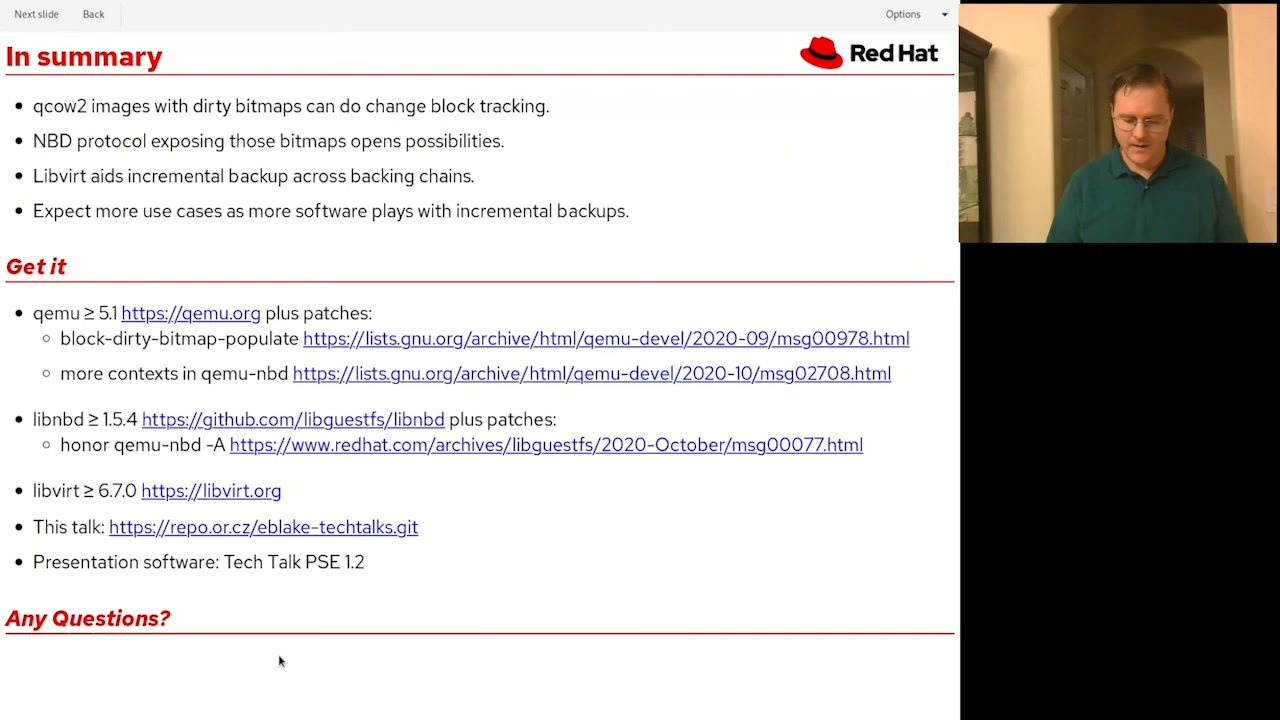 Next slide Back Options
In summary
Red Hat
qcow2 images with dirty bitmaps can do change block tracking.
NBD protocol exposing those bitmaps opens possibilities.
Libvirt aids incremental backup across backing chains.
Expect more use cases as more software plays with incremental backups.
Get it
qemu ≥ 5.1 https://qemu.org plus patches:
block-dirty-bitmap-populate https://lists.gnu.org/archive/html/qemu-devel/2020-09/msg00978.html
more contexts in qemu-nbd https://lists.gnu.org/archive/html/qemu-devel/2020-10/msg02708.html
libnbd ≥ 1.5.4 https://github.com/libguestfs/libnbd plus patches:
honor qemu-nbd -A https://www.redhat.com/archives/libguestfs/2020-October/msg00077.html
libvirt ≥ 6.7.0 https://libvirt.org
This talk: https://repo.or.cz/eblake-techtalks.git
Presentation software: Tech Talk PSE 1.2
Any Questions?